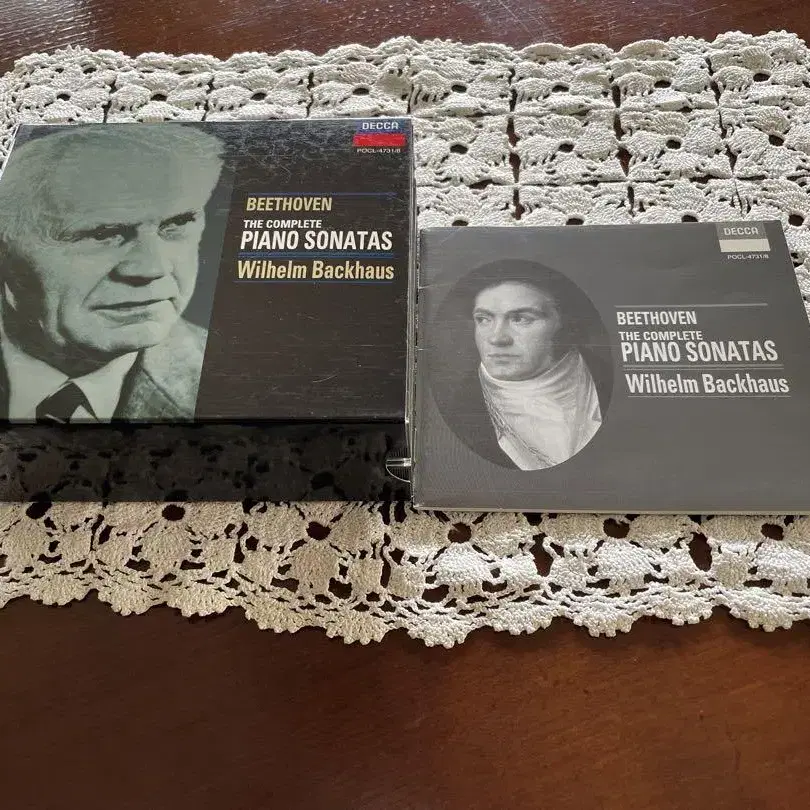 DECCA
POCL-4731/8
BEETHOVEN
THE COMPLETE
PIANO SONATAS
Wilhelm Backhaus
DECCA
POCL-4731/8
BEETHOVEN
THE COMPLETE
PIANO SONATAS
Wilhelm Backhaus